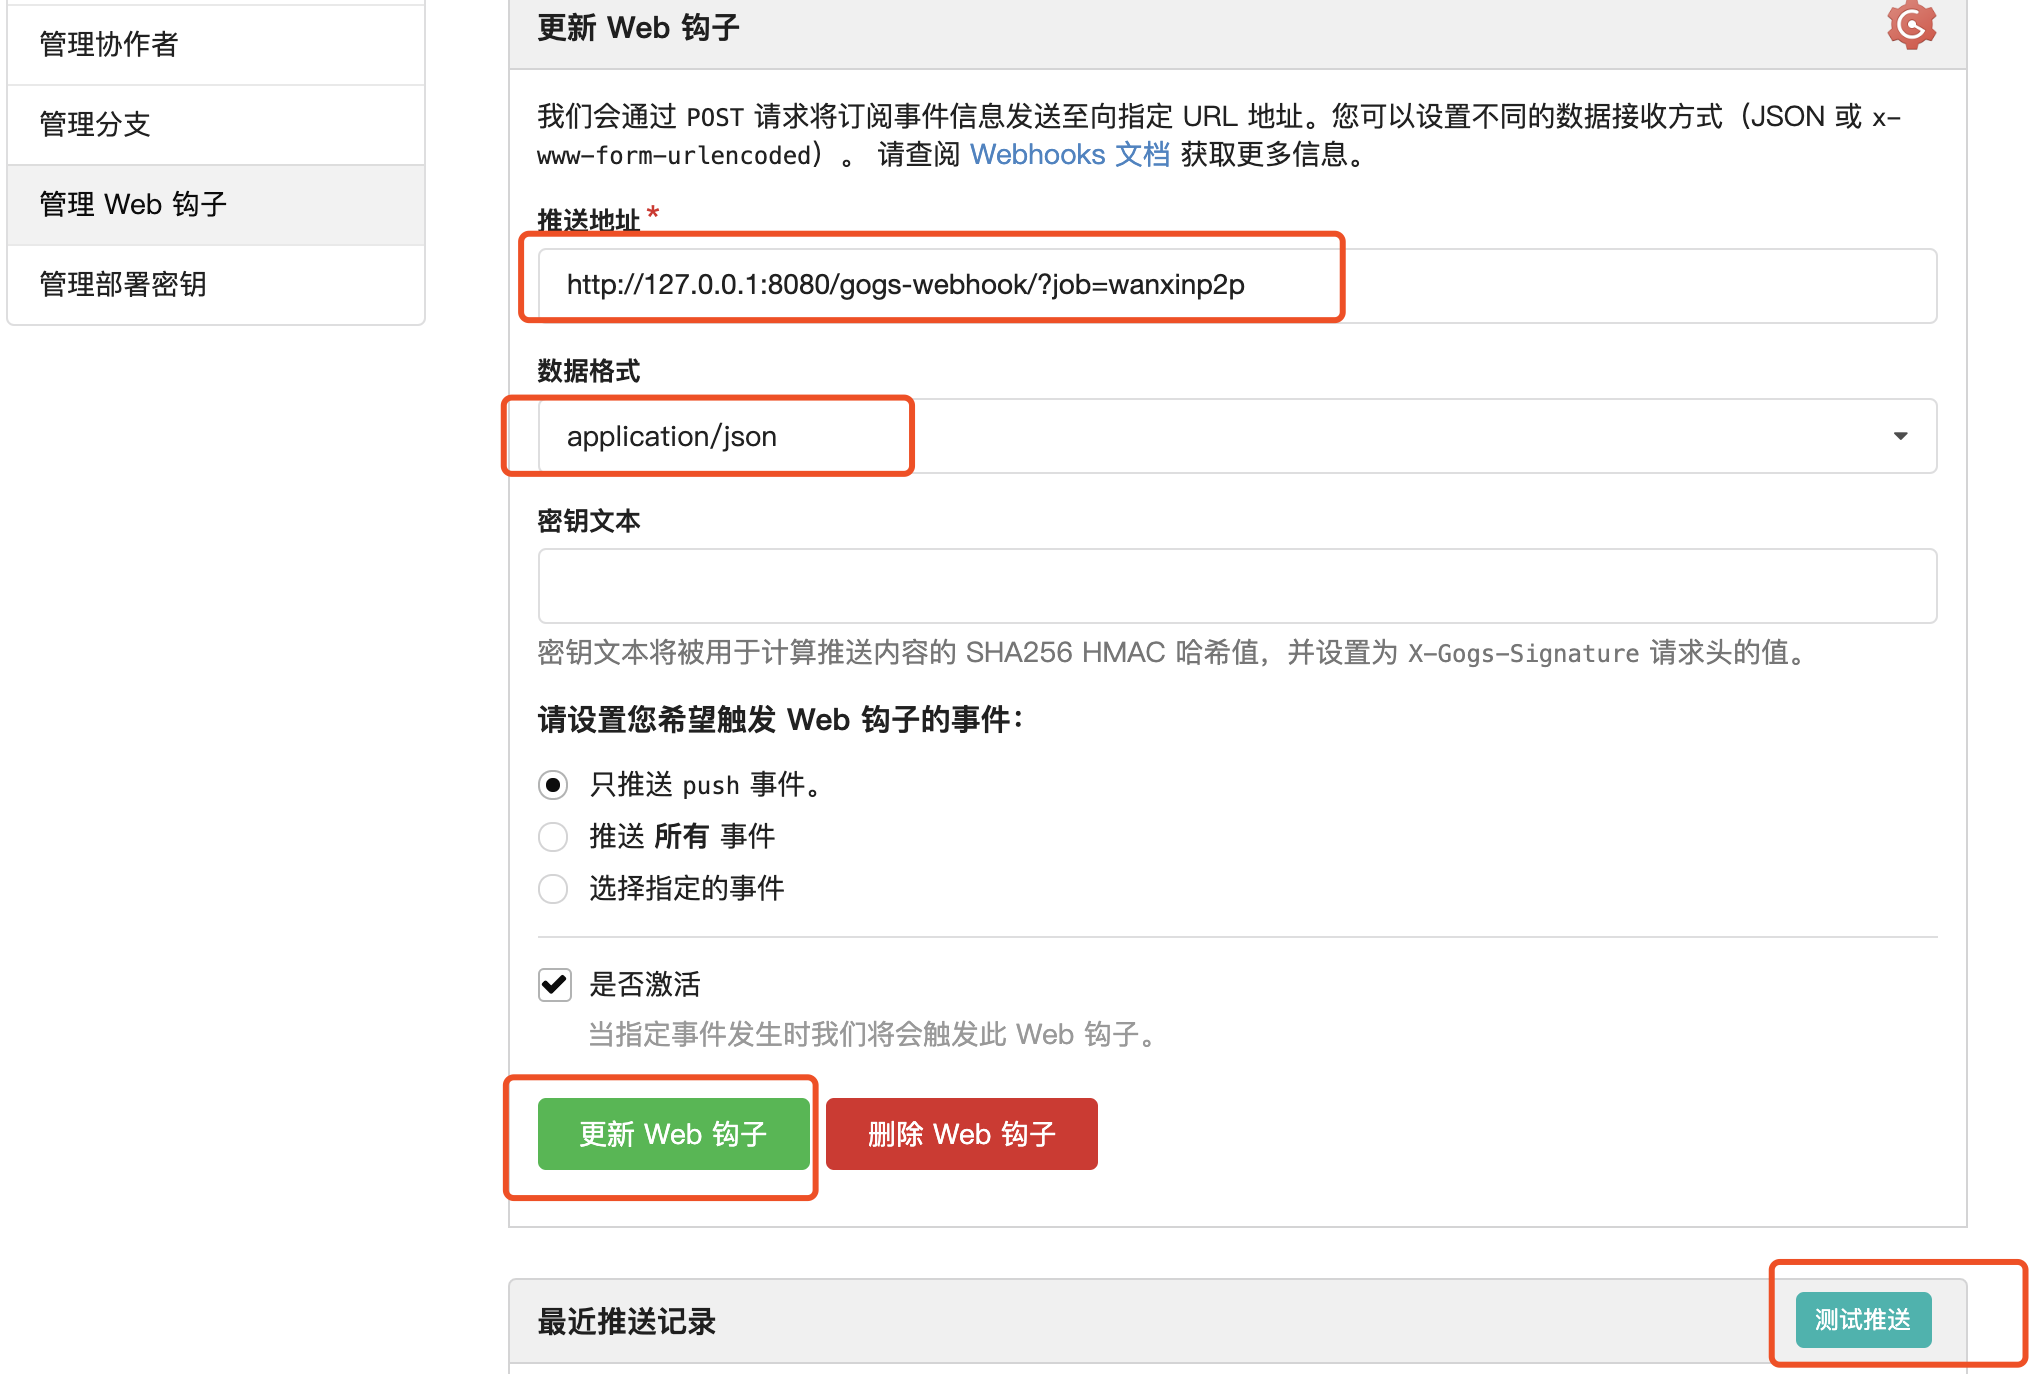 管理协作者
管理分支
管理 Web 钩子
管理部署密钥
更新 Web 钩子
我们会通过 POST 请求将订阅事件信息发送至向指定 URL 地址。您可以设置不同的数据接收方式（JSON 或 x-
www-form-urlencoded）。 请查阅 Webhooks 文档 获取更多信息。
推送地址*
http://127.0.0.1:8080/gogs-webhook/?job=wanxinp2p
数据格式
application/json
密钥文本
密钥文本将被用于计算推送内容的 SHA256 HMAC 哈希值，并设置为 X-Gogs-Signature 请求头的值。
请设置您希望触发 Web 钩子的事件：
只推送 push 事件。
推送 所有 事件
选择指定的事件
是否激活
当指定事件发生时我们将会触发此 Web 钩子。
更新 Web 钩子
删除 Web 钩子
最近推送记录
测试推送